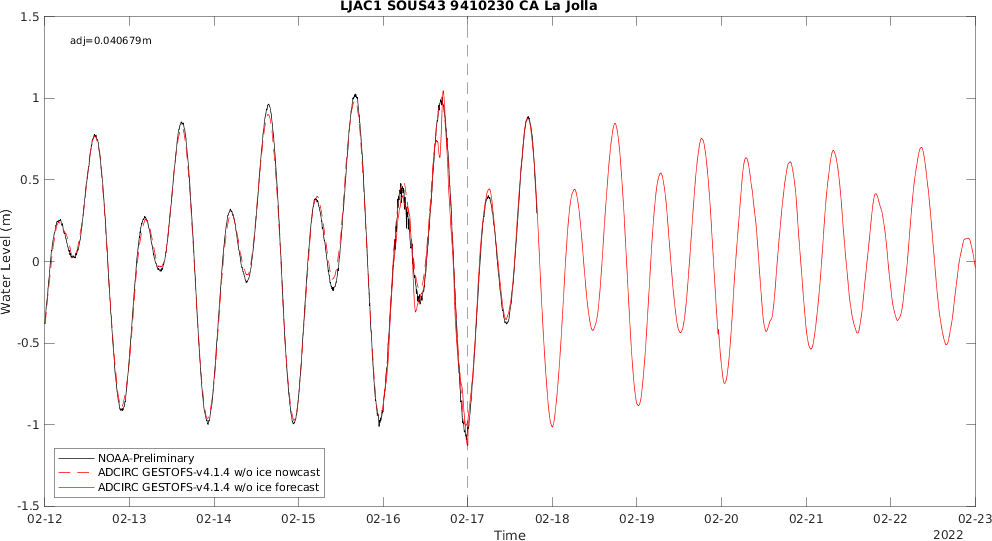 LJAC1 SOUS43 9410230 CA La Jolla
adj=0.040679m
1.5
1
0.5
0
-0.5
-1
-1.5
Water Level (m)
NOAA-Preliminary
ADCIRC GESTOFS-v4.1.4 w/o ice nowcast
ADCIRC GESTOFS-v4.1.4 w/o ice forecast
02-12 02-13 02-14 02-15 02-16 02-17 02-18 02-19 02-20 02-21 02-22 02-23
Time
2022